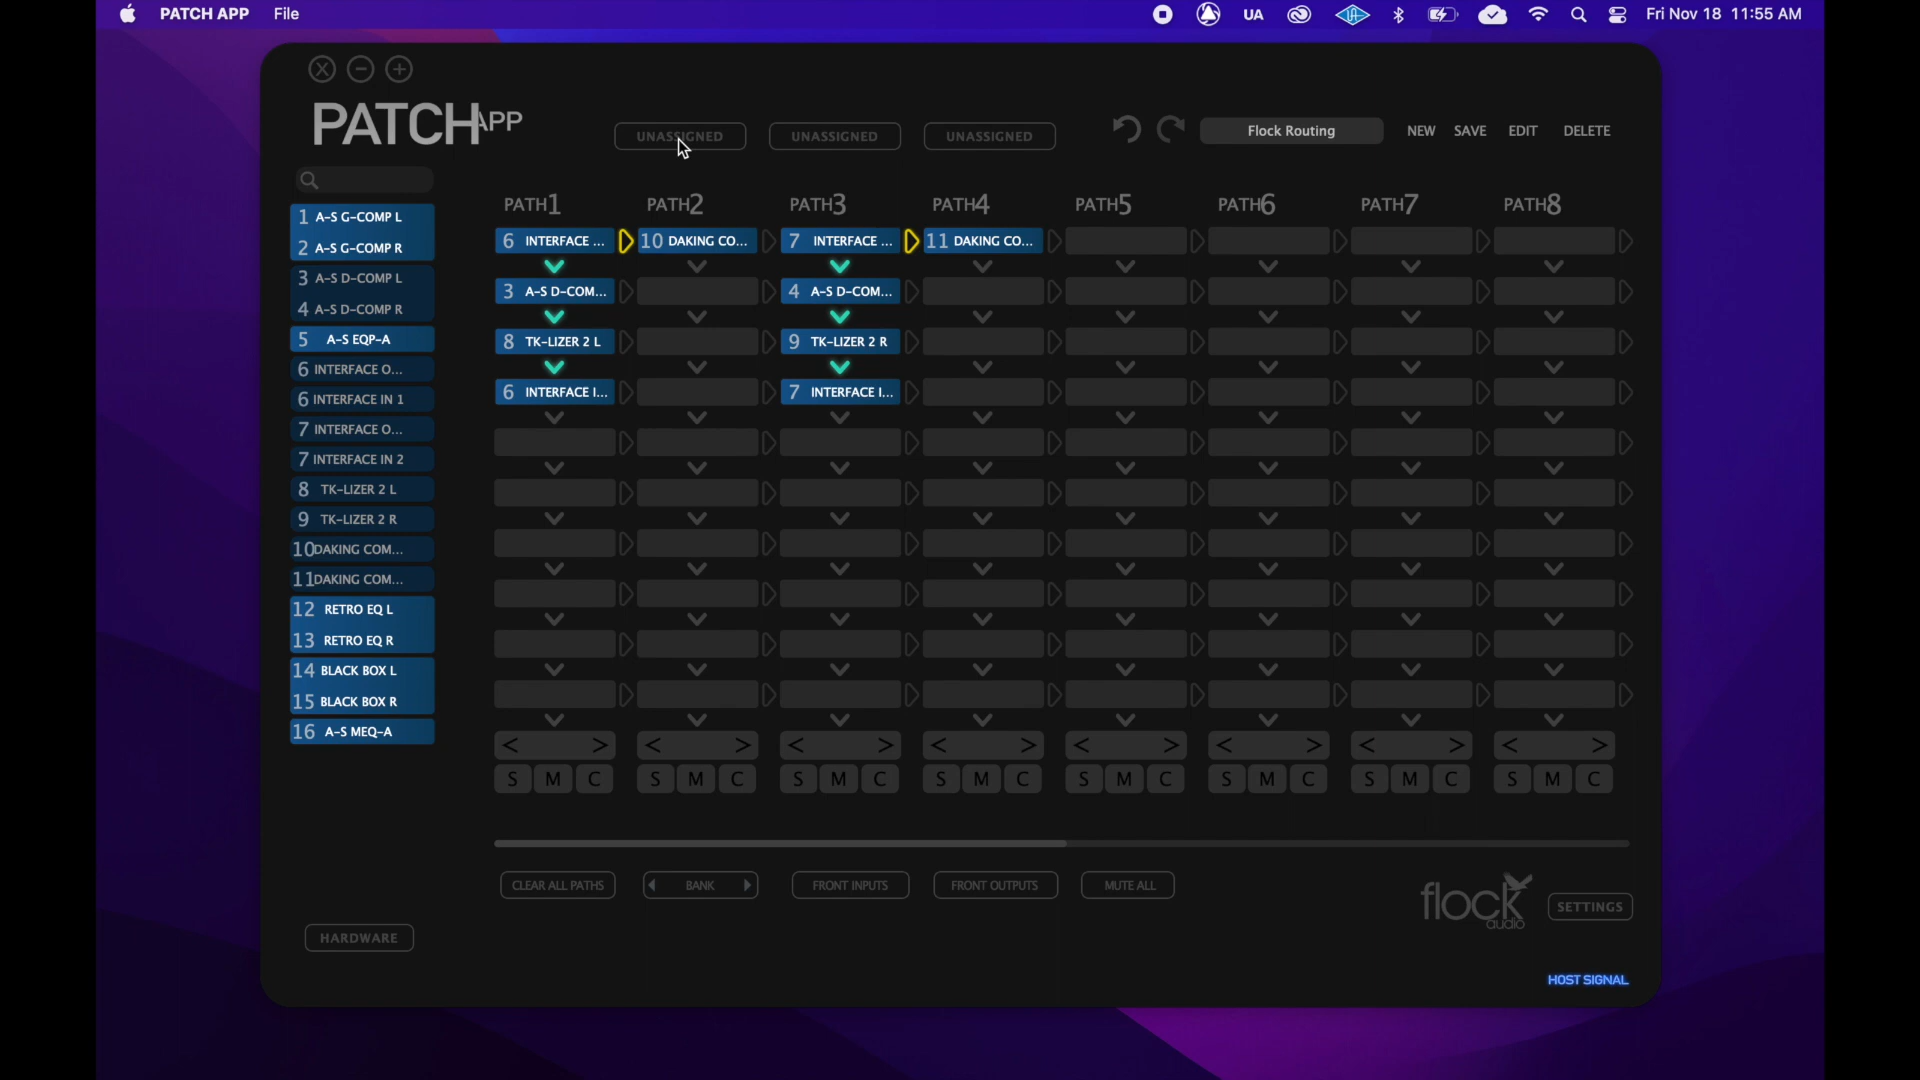 PATCH APP File UA Fri Nov 18 11:55 AM
PATCH APP
UNASSIGNED UNASSIGNED UNASSIGNED Flock Routing NEW SAVE EDIT DELETE
PATH1 PATH2 PATH3 PATH4 PATH5 PATH6 PATH7 PATH8
1 A-S G-COMP L
2 A-S G-COMP R
3 A-S D-COMP L
4 A-S D-COMP R
5 A-S EQP-A
6 INTERFACE O...
6 INTERFACE IN 1
7 INTERFACE O...
7 INTERFACE IN 2
8 TK-LIZER 2 L
9 TK-LIZER 2 R
10 DAKING COM...
11 DAKING COM...
12 RETRO EQ L
13 RETRO EQ R
14 BLACK BOX L
15 BLACK BOX R
16 A-S MEQ-A
6 INTERFACE ... 10 DAKING CO... 7 INTERFACE ... 11 DAKING CO...
3 A-S D-COM... 4 A-S D-COM...
8 TK-LIZER 2 L 9 TK-LIZER 2 R
6 INTERFACE I... 7 INTERFACE I...
< > < > < > < > < > < > < > < >
S M C S M C S M C S M C S M C S M C S M C S M C
CLEAR ALL PATHS BANK FRONT INPUTS FRONT OUTPUTS MUTE ALL
flock audio
SETTINGS
HARDWARE
HOST SIGNAL